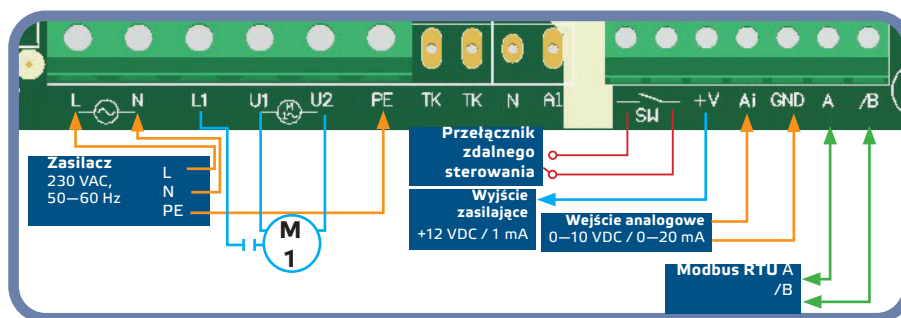 L N L1 U1 M 1~ U2 PE TK TK N A1 SW +V Ai GND A /B
Zasilacz
230 VAC,
50—60 Hz
L
N
PE
M
1
Przełącznik
zdalnego
sterowania
Wyjście
zasilające
+12 VDC / 1 mA
Wejście analogowe
0—10 VDC / 0—20 mA
Modbus RTU A
/B